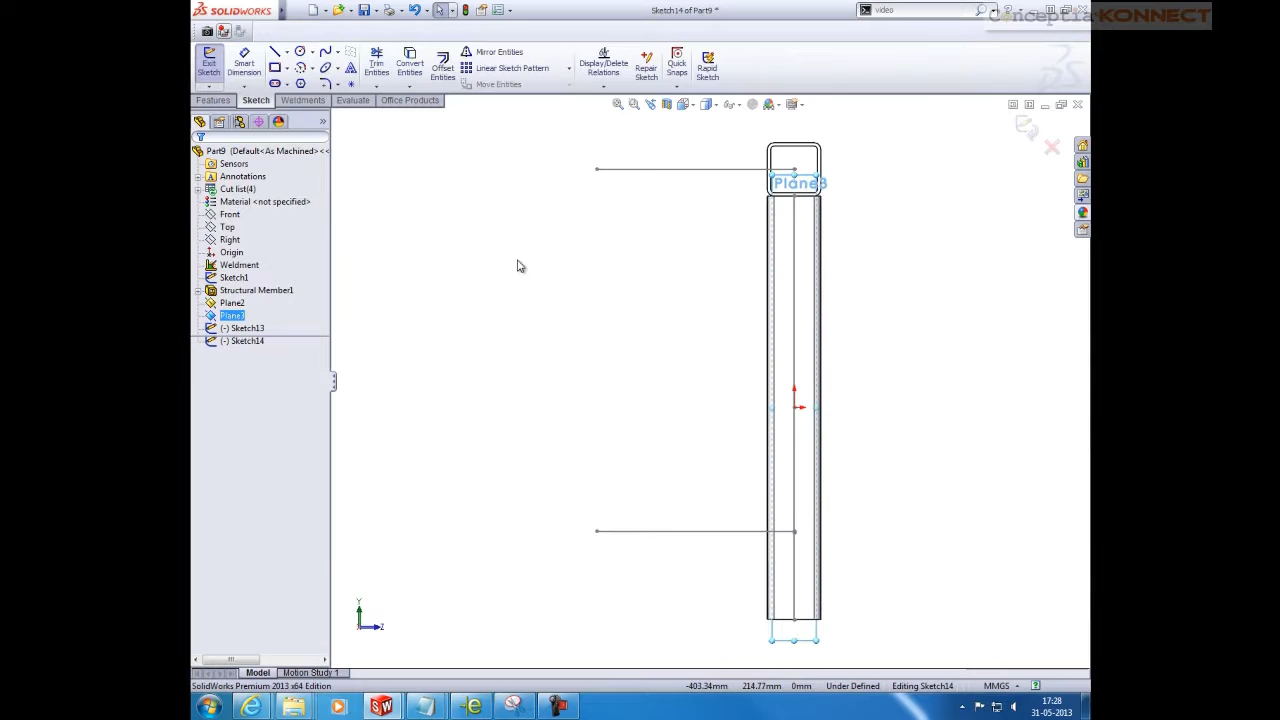 SOLIDWORKS
Sketch14 of Part9 *
video
Conceptia KONNECT
Exit Sketch
Smart Dimension
Trim Entities
Convert Entities
Offset Entities
Mirror Entities
Linear Sketch Pattern
Move Entities
Display/Delete Relations
Repair Sketch
Quick Snaps
Rapid Sketch
Features
Sketch
Weldments
Evaluate
Office Products
Part9 (Default<As Machined><<
Sensors
Annotations
Cut list(4)
Material <not specified>
Front
Top
Right
Origin
Weldment
Sketch1
Structural Member1
Plane2
Plane3
(-) Sketch13
(-) Sketch14
Plane3
Y
Z
Model
Motion Study 1
SolidWorks Premium 2013 x64 Edition
-403.34mm
214.77mm
0mm
Under Defined
Editing Sketch14
MMGS
17:28
31-05-2013